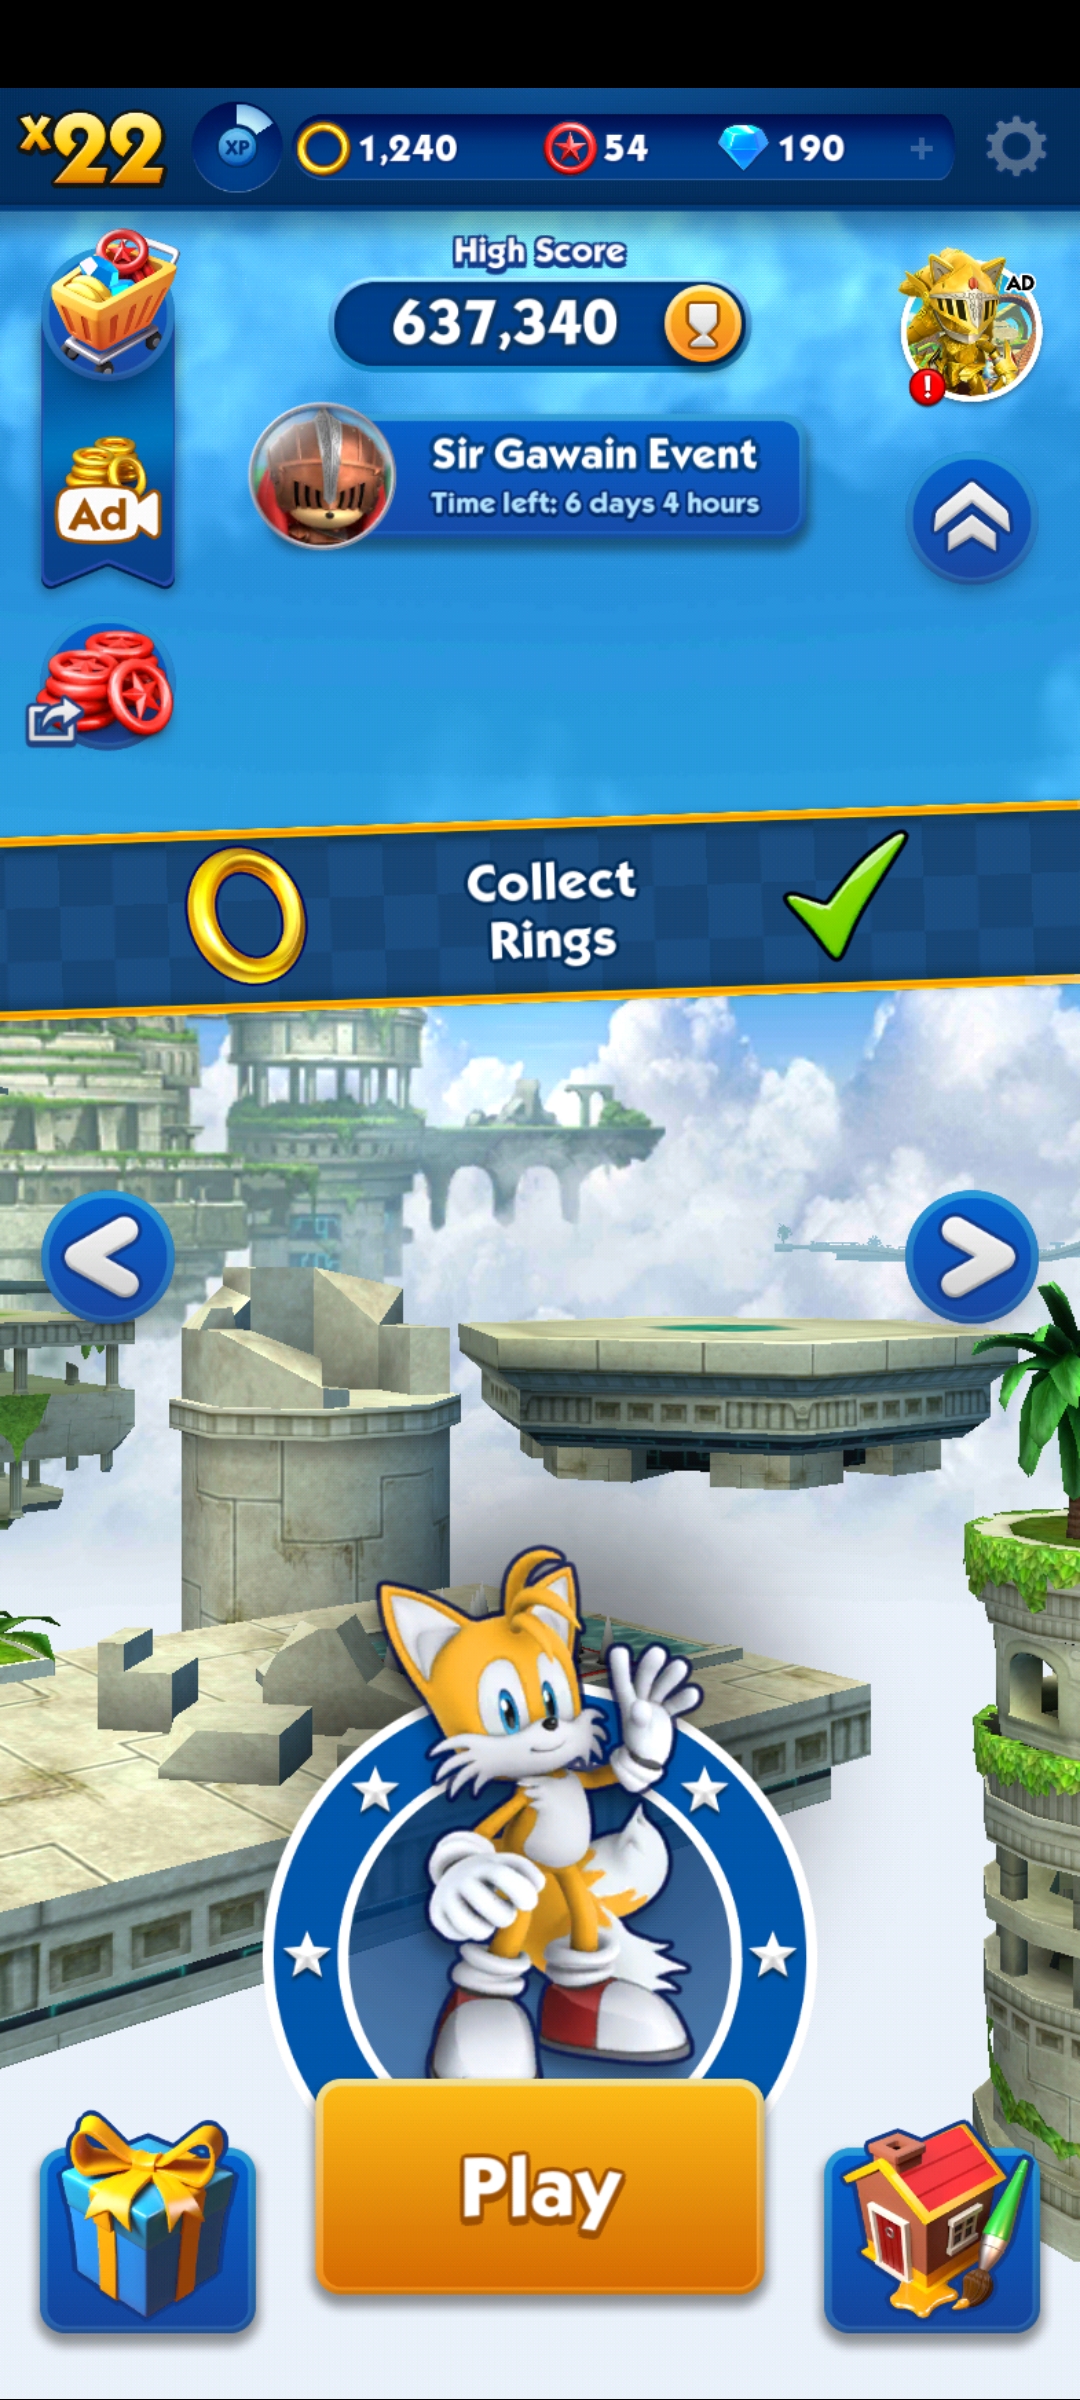 x22
XP
1,240
54
190
+
High Score
637,340
AD
!
Sir Gawain Event
Time left: 6 days 4 hours
Ad
Collect
Rings
Play